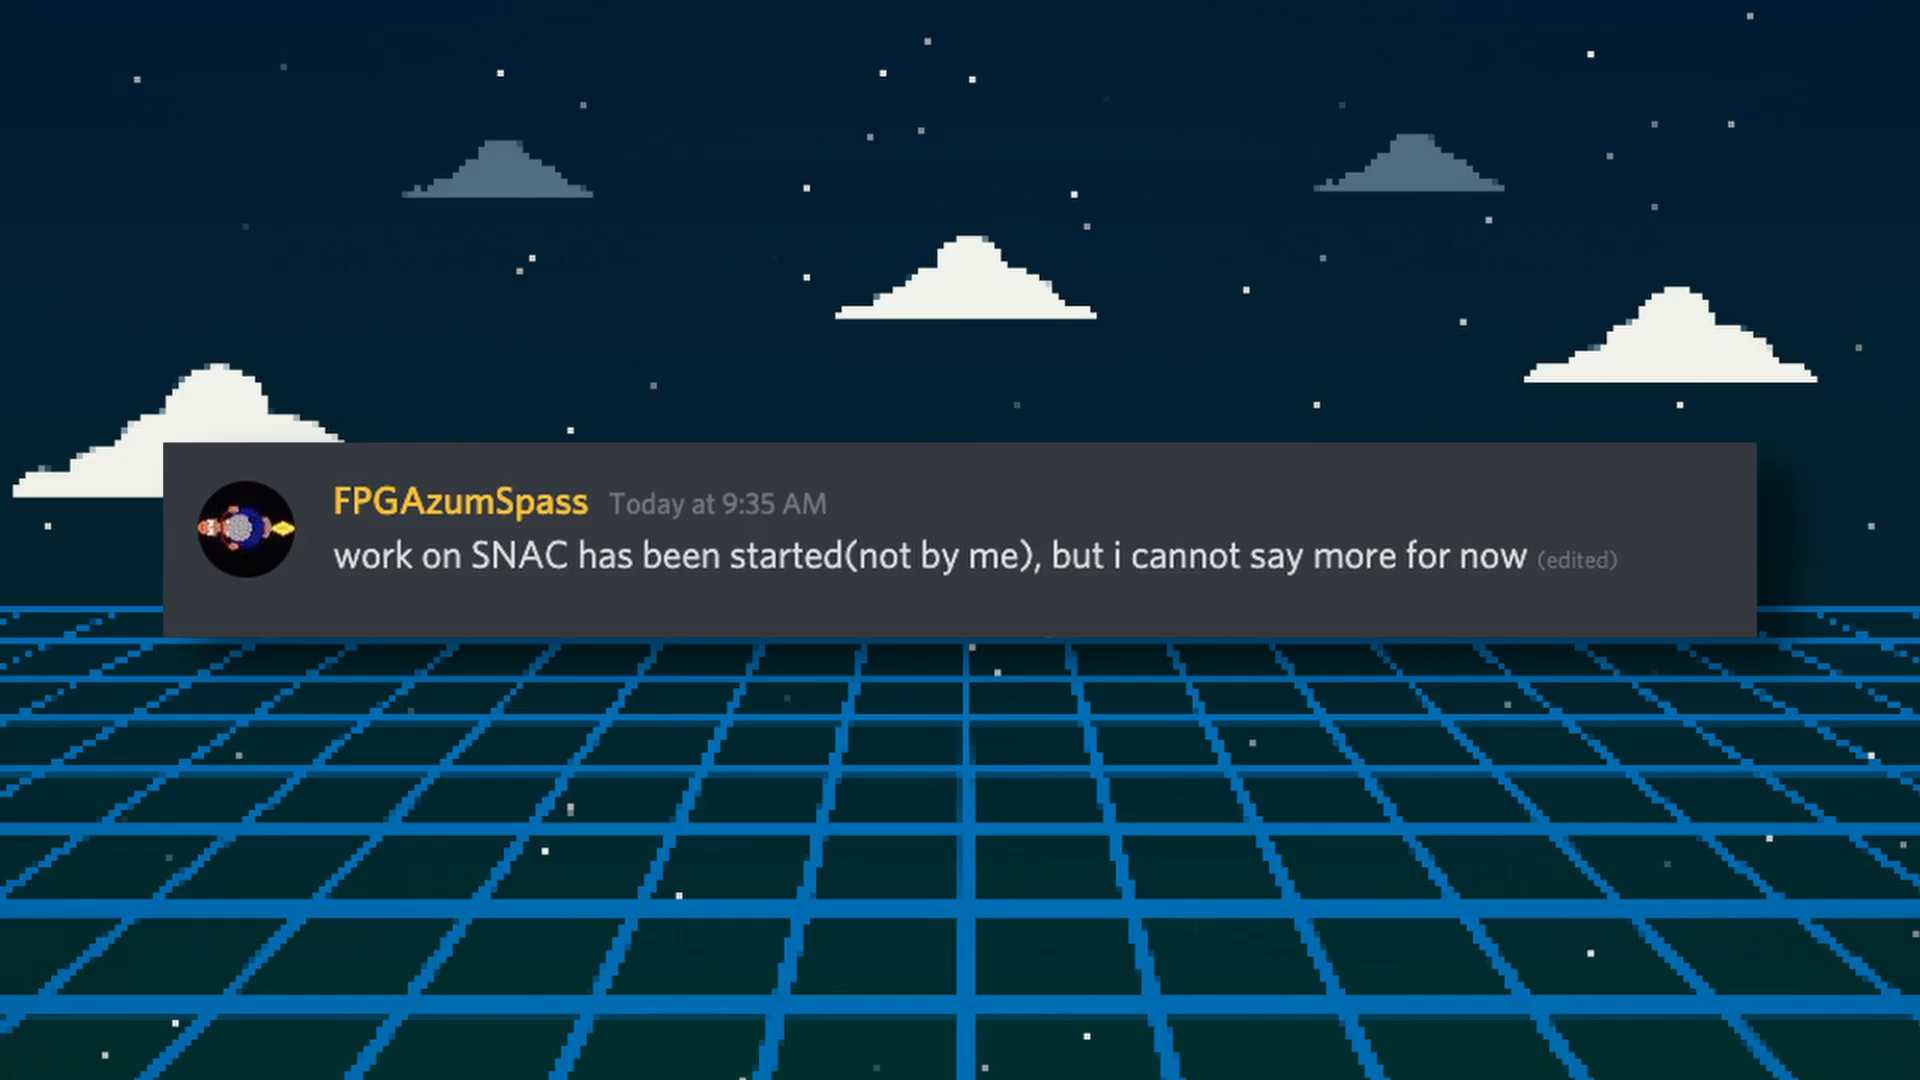 FPGAzumSpass Today at 9:35 AM
work on SNAC has been started(not by me), but i cannot say more for now (edited)